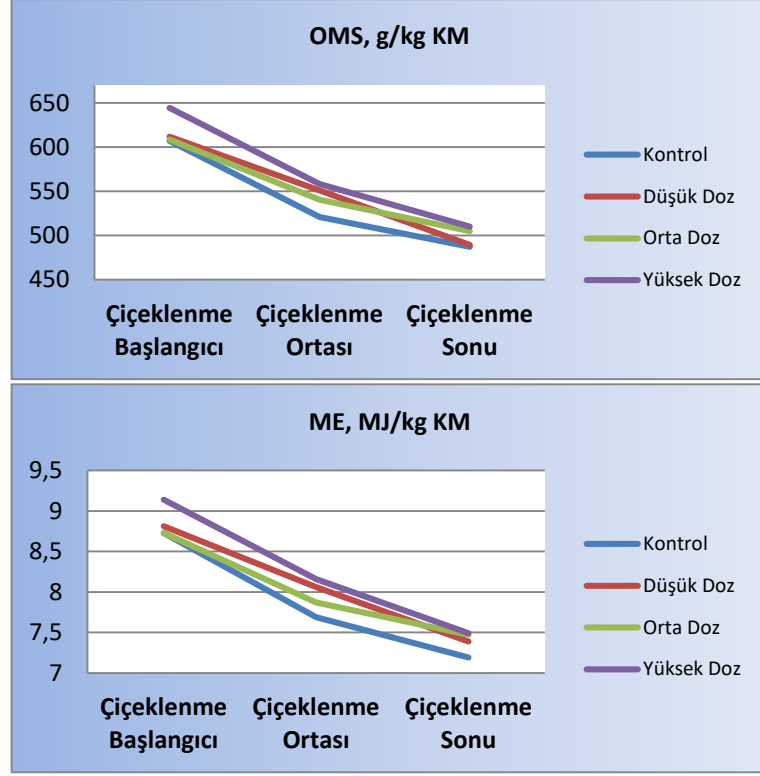 OMS, g/kg KM
650
600
550
500
450
Çiçeklenme Başlangıcı
Çiçeklenme Ortası
Çiçeklenme Sonu
Kontrol
Düşük Doz
Orta Doz
Yüksek Doz
ME, MJ/kg KM
9,5
9
8,5
8
7,5
7
Çiçeklenme Başlangıcı
Çiçeklenme Ortası
Çiçeklenme Sonu
Kontrol
Düşük Doz
Orta Doz
Yüksek Doz